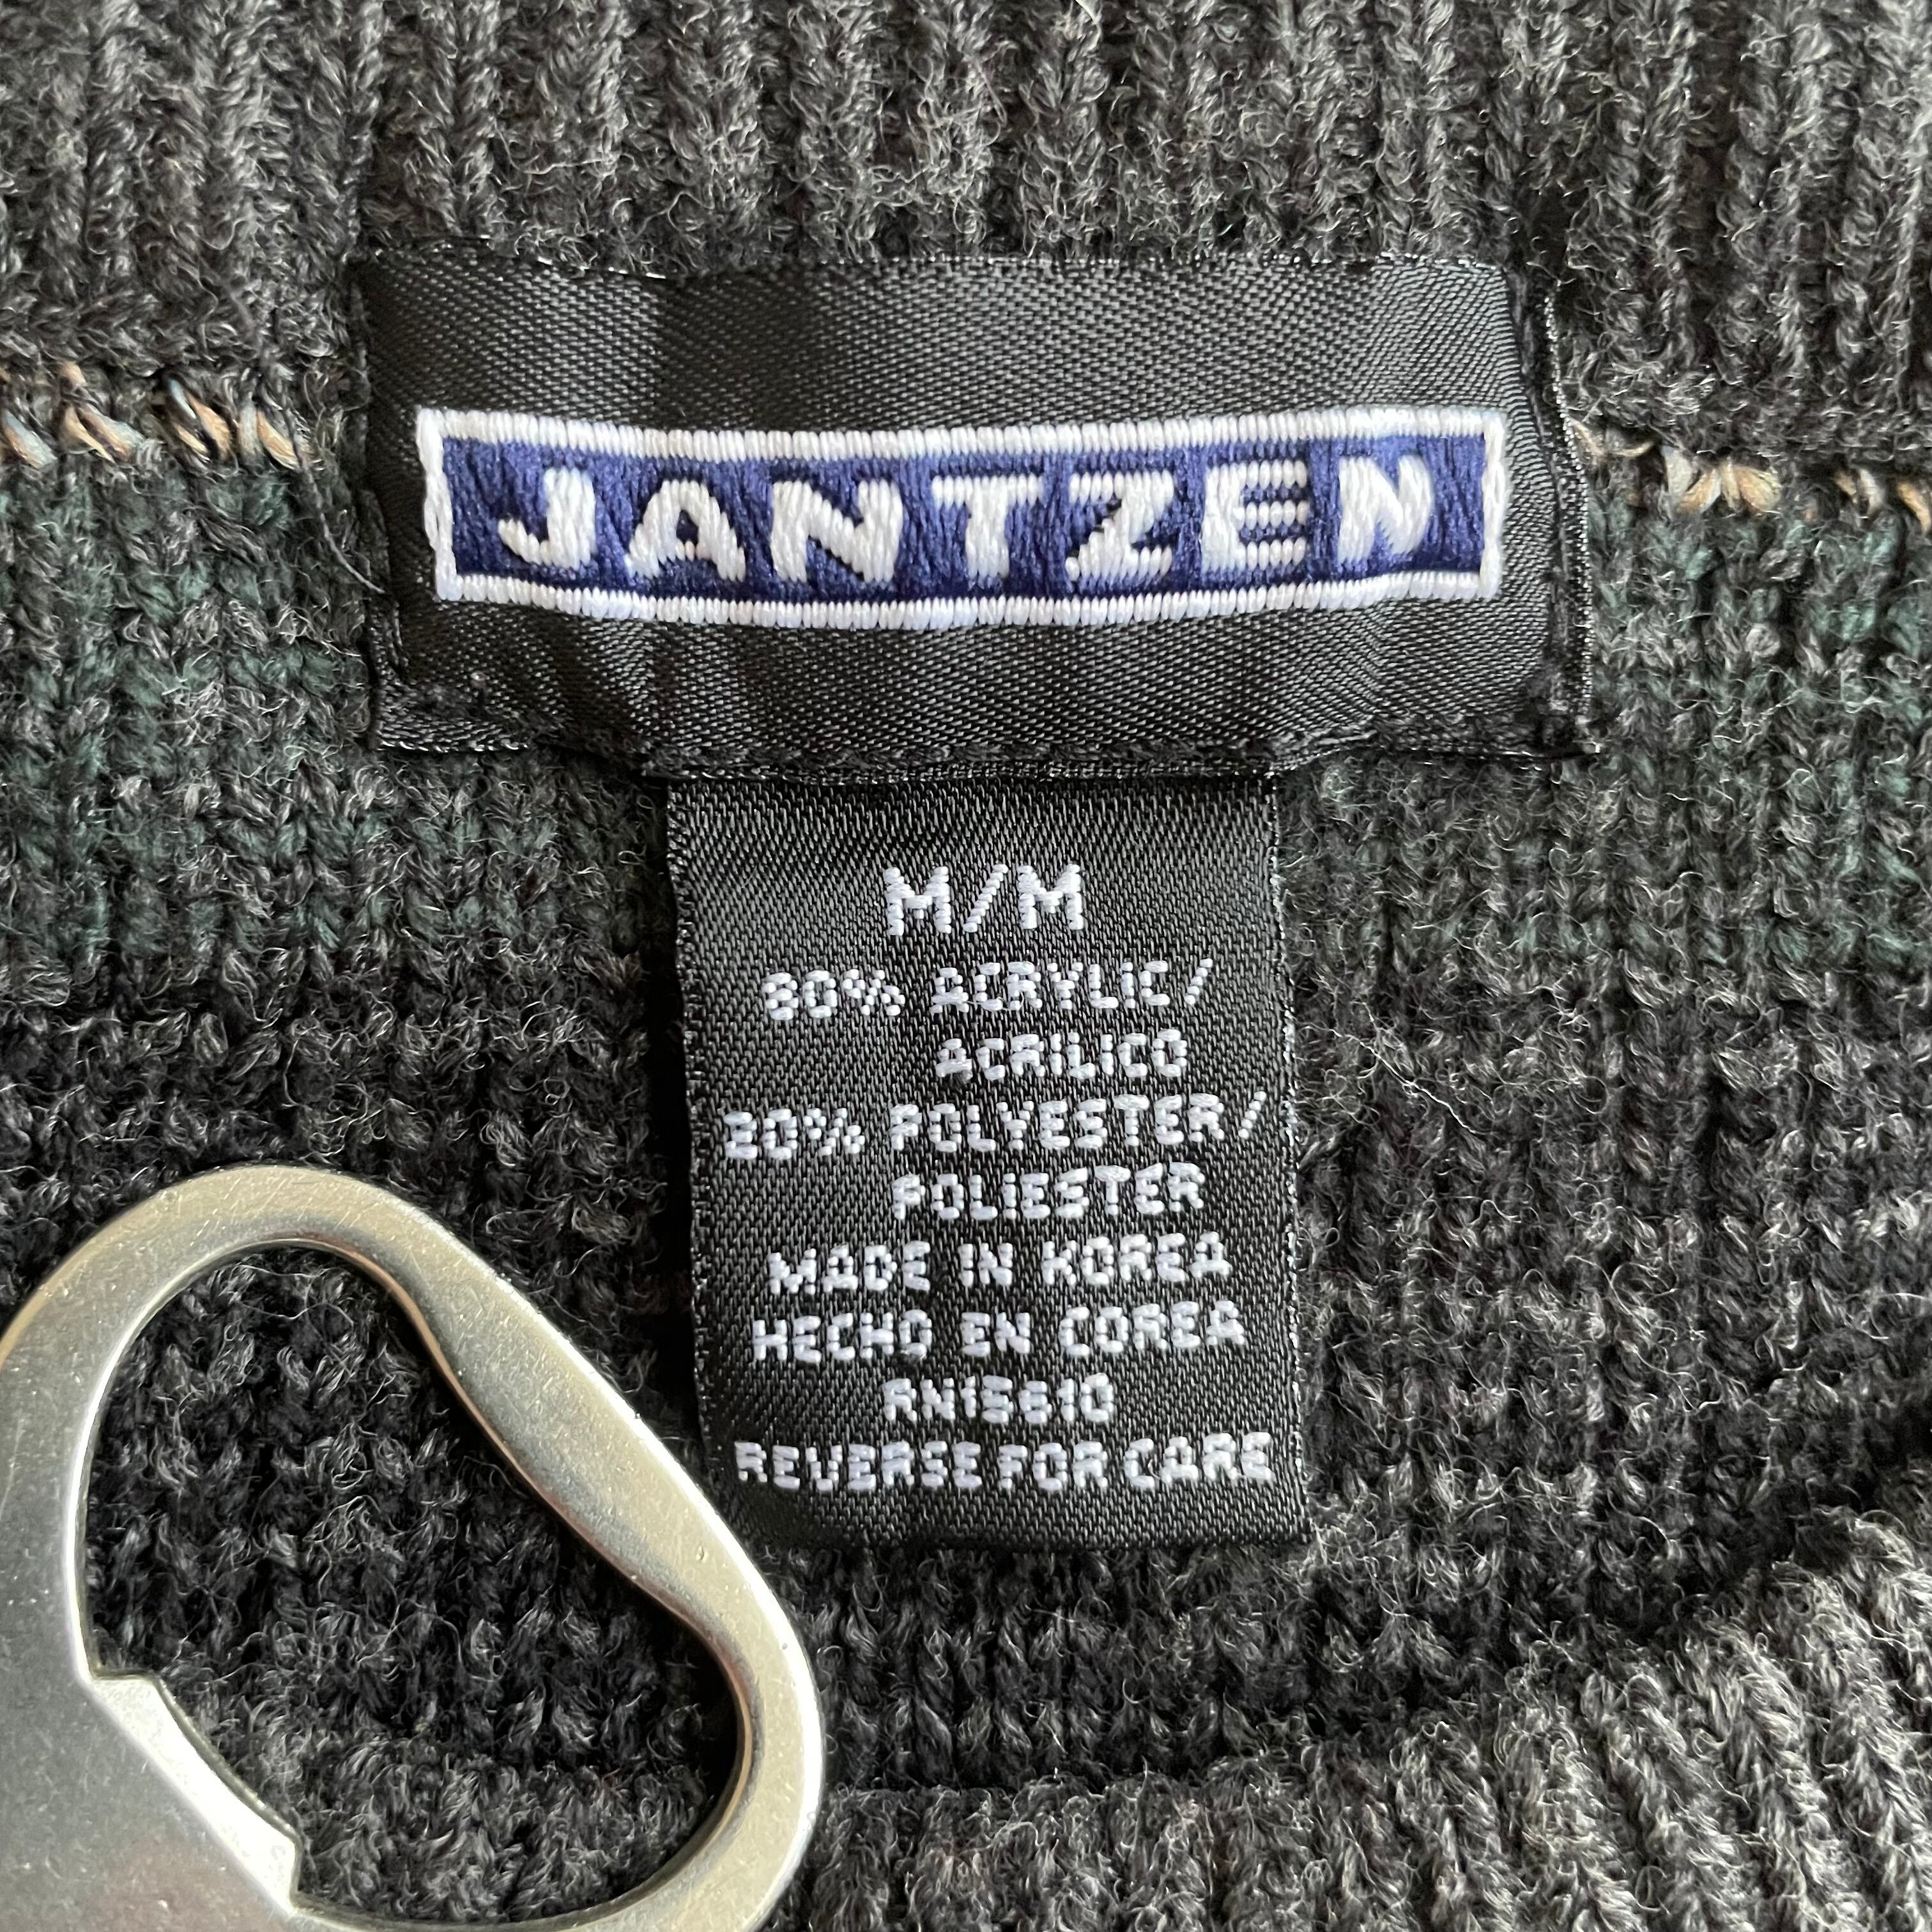 JANTZEN
M/M
80% ACRYLIC/
ACRILICO
20% POLYESTER/
POLIESTER
MADE IN KOREA
HECHO EN COREA
RN15610
REVERSE FOR CARE